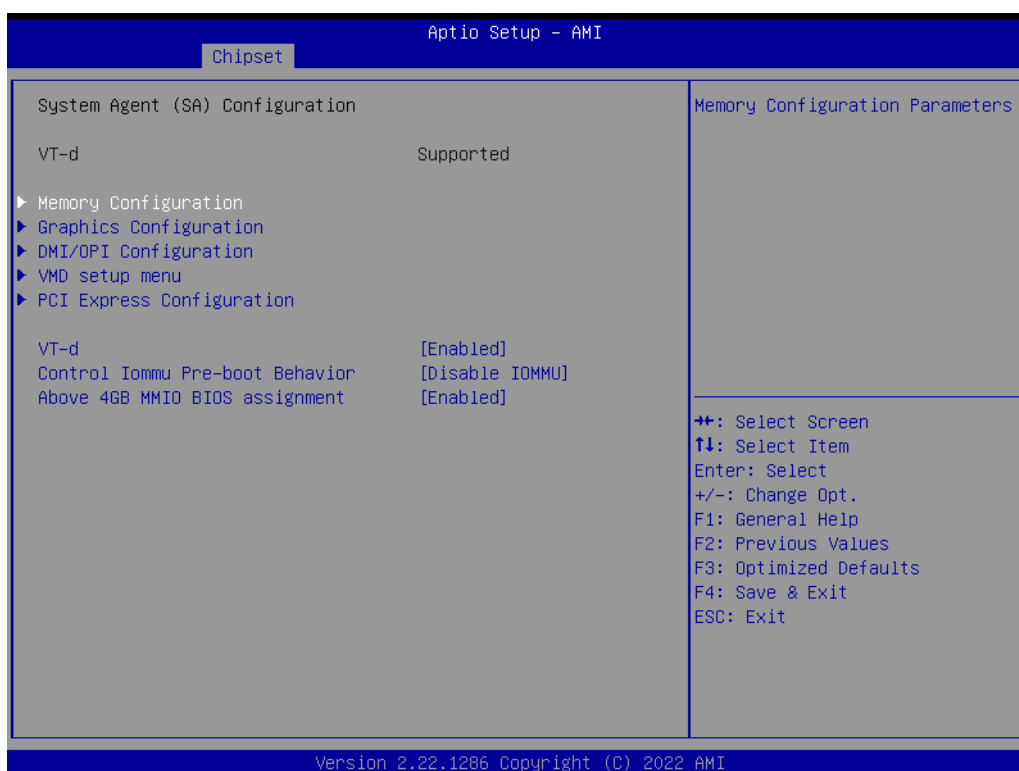 Aptio Setup - AMI
Chipset
System Agent (SA) Configuration
VT-d Supported
Memory Configuration
Graphics Configuration
DMI/OPI Configuration
VMD setup menu
PCI Express Configuration
VT-d [Enabled]
Control Iommu Pre-boot Behavior [Disable IOMMU]
Above 4GB MMIO BIOS assignment [Enabled]
Memory Configuration Parameters
→←: Select Screen
↑↓: Select Item
Enter: Select
+/-: Change Opt.
F1: General Help
F2: Previous Values
F3: Optimized Defaults
F4: Save & Exit
ESC: Exit
Version 2.22.1286 Copyright (C) 2022 AMI